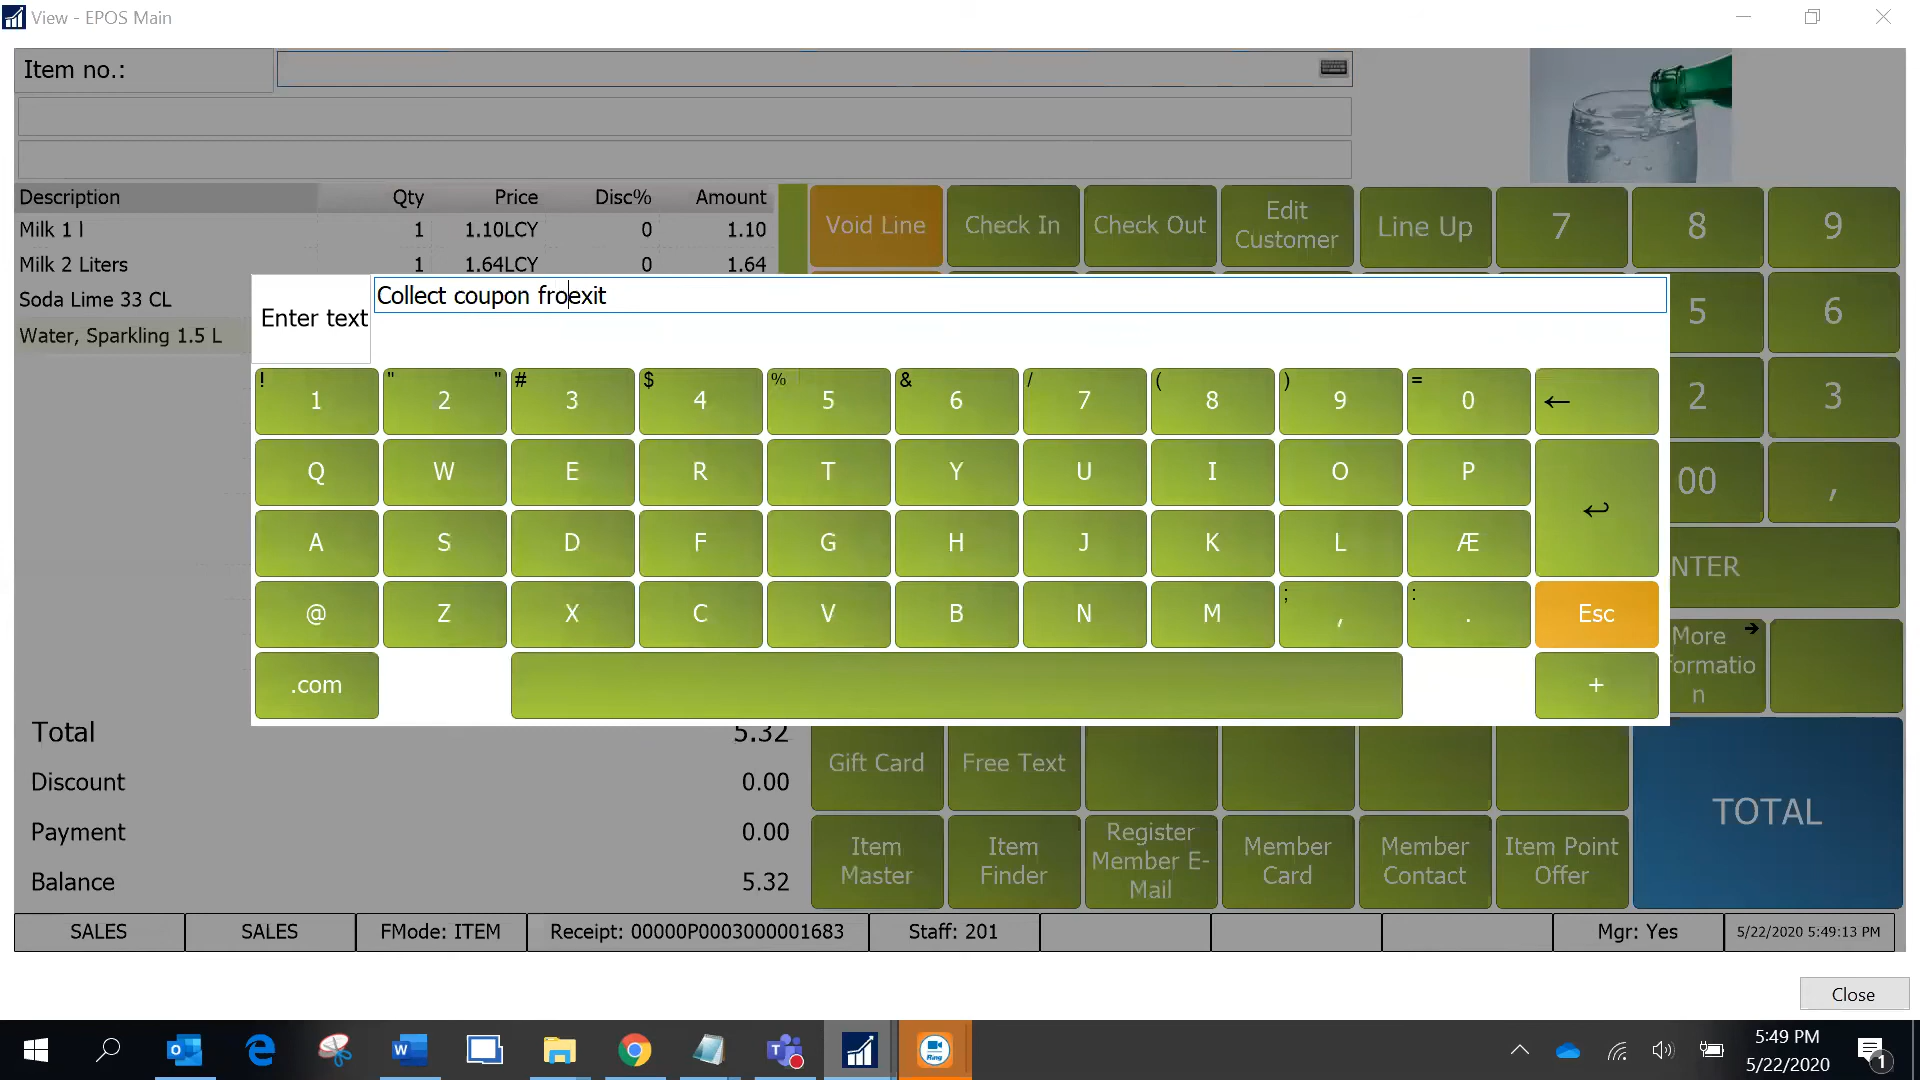 View - EPOS Main
Item no.:
Description Qty Price Disc% Amount
Milk 1 l 1 1.10LCY 0 1.10
Milk 2 Liters 1 1.64LCY 0 1.64
Soda Lime 33 CL
Water, Sparkling 1.5 L
Void Line Check In Check Out Edit Customer Line Up 7 8 9
Enter text
Collect coupon froexit
5 6
2 3
00 ,
NTER
! 1 " 2 " # 3 $ 4 % 5 & 6 / 7 ( 8 ) 9 = 0 ←
Q W E R T Y U I O P
A S D F G H J K L Æ ↩
@ Z X C V B N M ; , : . Esc
.com +
More ➔
formatio
n
Total 5.32
Discount 0.00
Payment 0.00
Balance 5.32
Gift Card Free Text
TOTAL
Item Master
Item Finder
Register Member E-Mail
Member Card
Member Contact
Item Point Offer
SALES SALES FMode: ITEM Receipt: 00000P0003000001683 Staff: 201 Mgr: Yes 5/22/2020 5:49:13 PM
Close
5:49 PM
5/22/2020
1
Ring